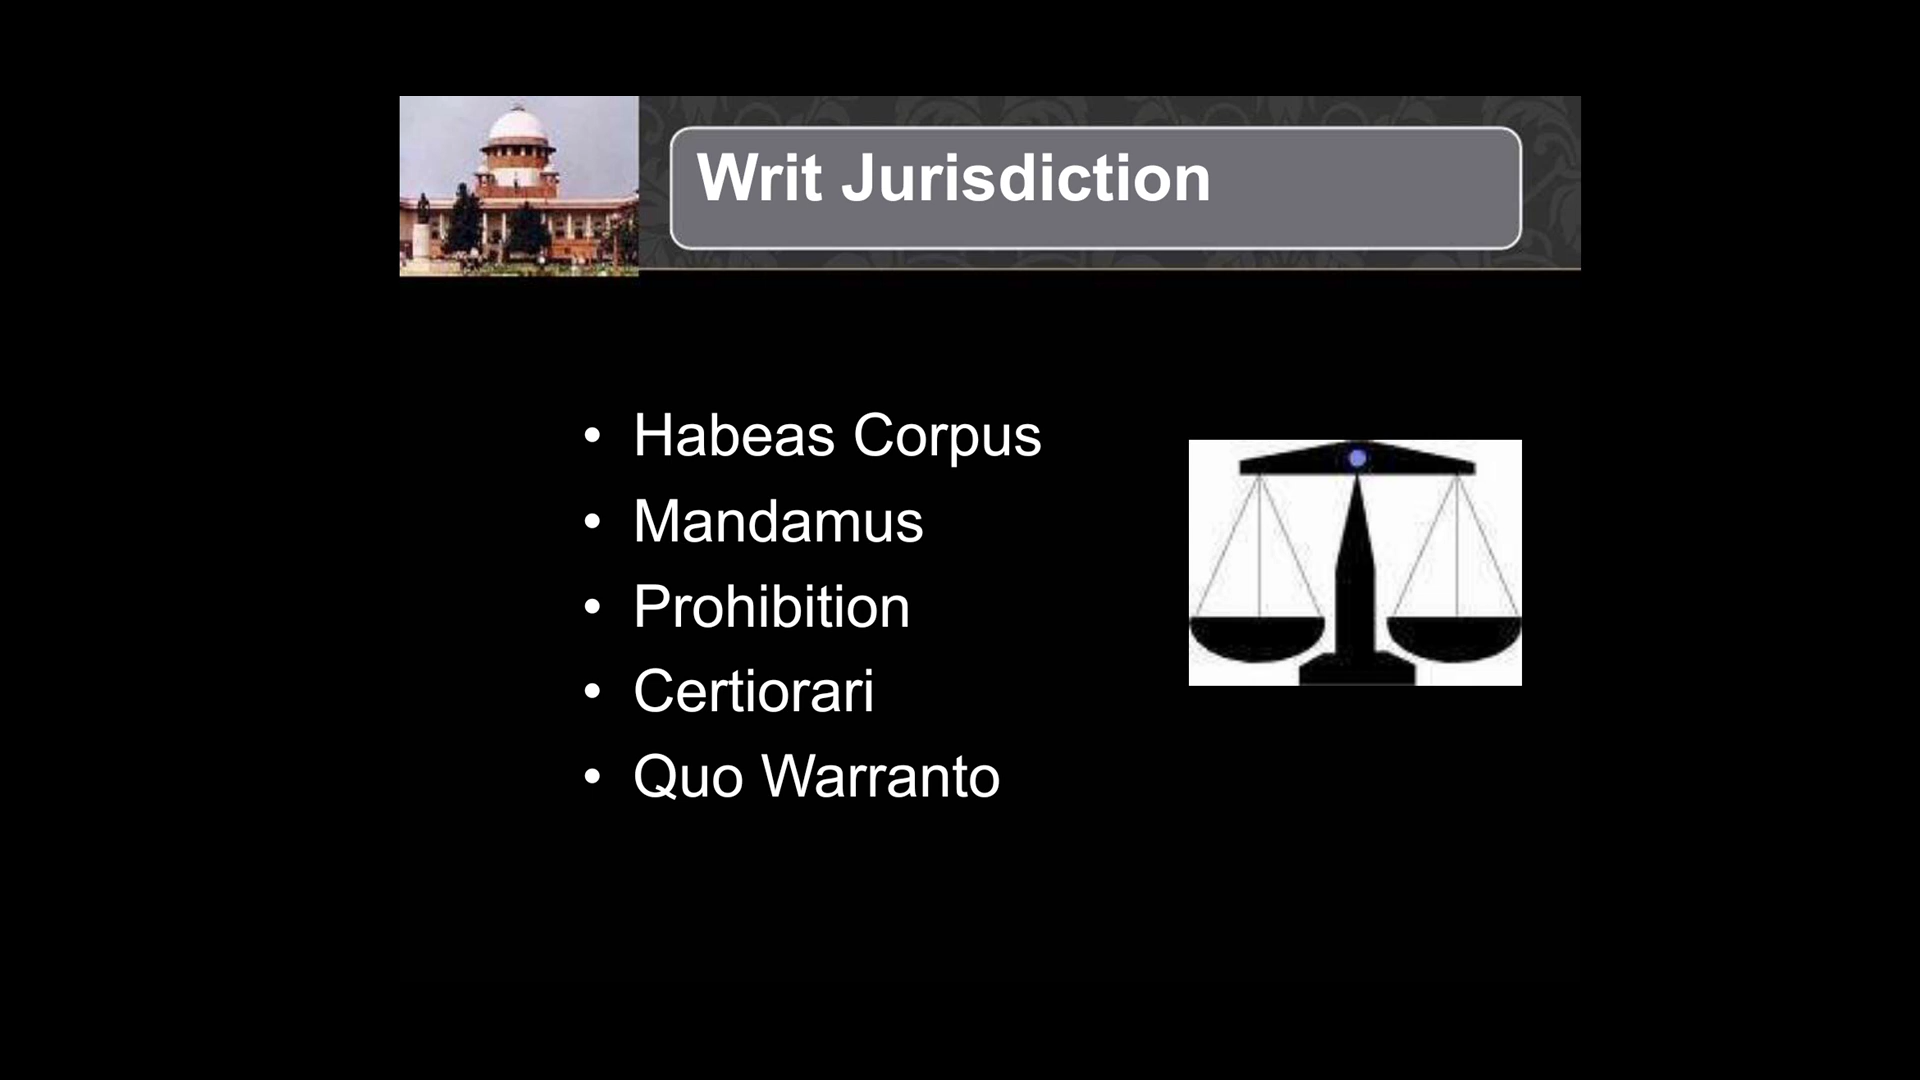 Writ Jurisdiction
• Habeas Corpus
• Mandamus
• Prohibition
• Certiorari
• Quo Warranto